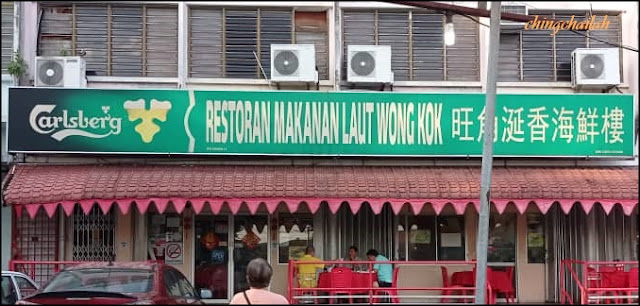 chingchailah
Carlsberg
RESTORAN MAKANAN LAUT WONG KOK 旺角涎香海鮮樓